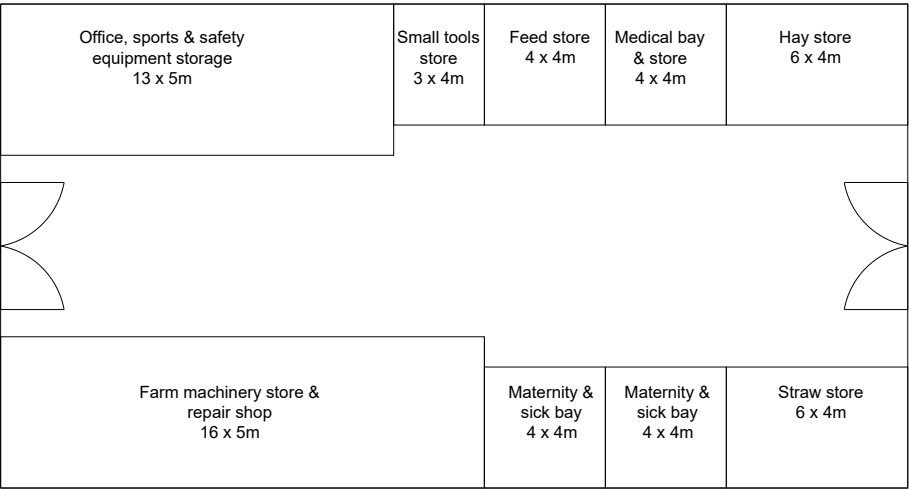 Office, sports & safety
equipment storage
13 x 5m
Small tools
store
3 x 4m
Feed store
4 x 4m
Medical bay
& store
4 x 4m
Hay store
6 x 4m
Farm machinery store &
repair shop
16 x 5m
Maternity &
sick bay
4 x 4m
Maternity &
sick bay
4 x 4m
Straw store
6 x 4m